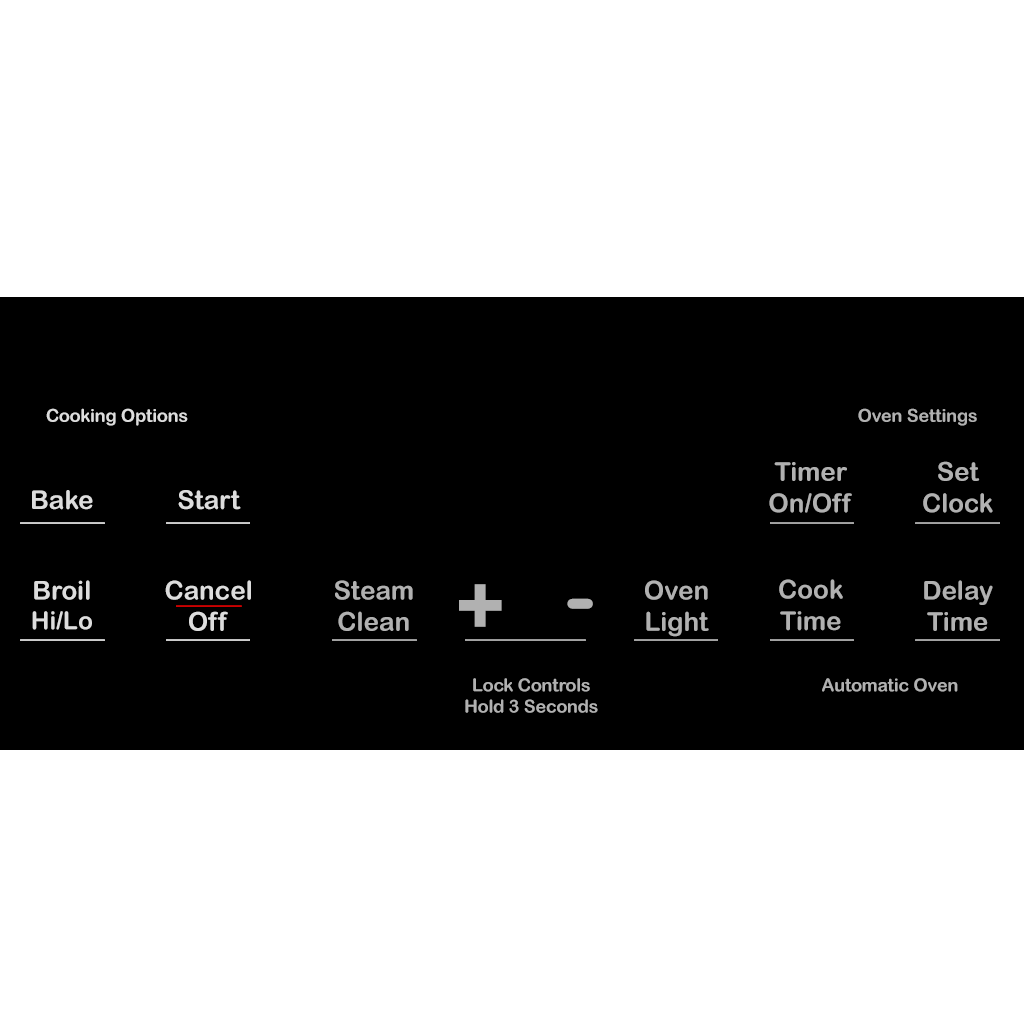 Cooking Options
Oven Settings
Bake
Start
Timer
On/Off
Set
Clock
Broil
Hi/Lo
Cancel
Off
Steam
Clean
+ -
Oven
Light
Cook
Time
Delay
Time
Lock Controls
Hold 3 Seconds
Automatic Oven